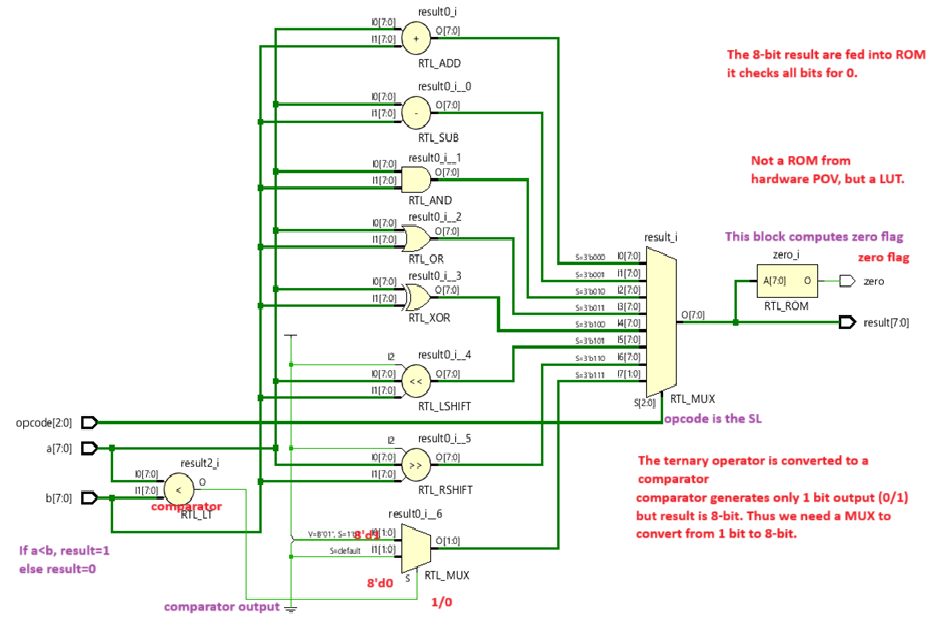 result0_i
I0[7:0]
O[7:0]
I1[7:0]
+
RTL_ADD
The 8-bit result are fed into ROM
it checks all bits for 0.
result0_i__0
I0[7:0]
O[7:0]
I1[7:0]
-
RTL_SUB
result0_i__1
I0[7:0]
O[7:0]
I1[7:0]
RTL_AND
Not a ROM from
hardware POV, but a LUT.
result0_i__2
I0[7:0]
O[7:0]
I1[7:0]
RTL_OR
result0_i__3
I0[7:0]
O[7:0]
I1[7:0]
RTL_XOR
result_i
S=3'b000 I0[7:0]
S=3'b001 I1[7:0]
S=3'b010 I2[7:0]
S=3'b011 I3[7:0]
S=3'b100 I4[7:0]
S=3'b101 I5[7:0]
S=3'b110 I6[7:0]
S=3'b111 I7[1:0]
O[7:0]
S[2:0]
RTL_MUX
opcode is the SL
This block computes zero flag
zero flag
zero_i
A[7:0] O
RTL_ROM
zero
result[7:0]
result0_i__4
I2
I0[7:0]
O[7:0]
I1[7:0]
<<
RTL_LSHIFT
opcode[2:0]
a[7:0]
b[7:0]
result0_i__5
I2
I0[7:0]
O[7:0]
I1[7:0]
>>
RTL_RSHIFT
result2_i
I0[7:0]
I1[7:0]
O
<
comparator
RTL_LT
The ternary operator is converted to a
comparator
comparator generates only 1 bit output (0/1)
but result is 8-bit. Thus we need a MUX to
convert from 1 bit to 8-bit.
result0_i__6
V=B"01",
[1:0]
S=default I1[1:0]
O[1:0]
S
RTL_MUX
8'd0
1/0
If a<b, result=1
else result=0
comparator output